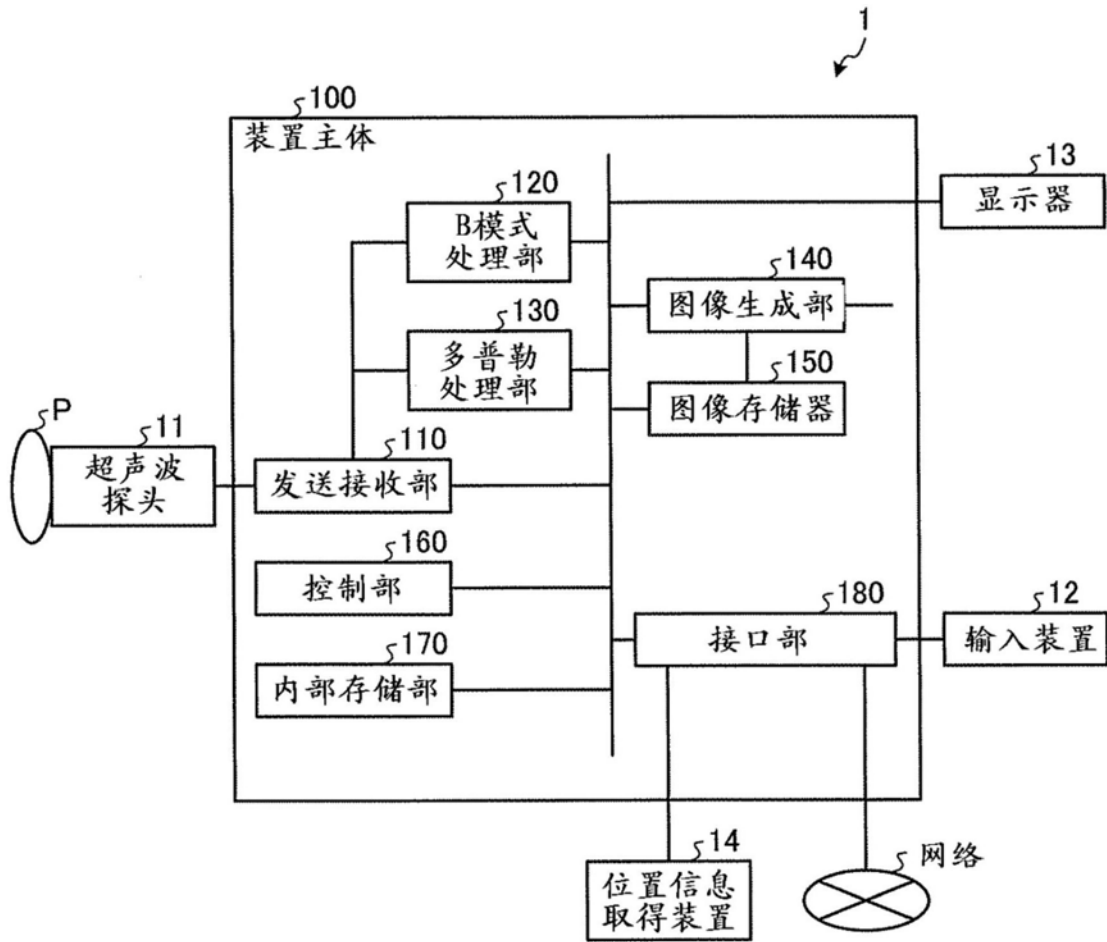 1
100
装置主体
120
B模式
处理部
13
显示器
140
图像生成部
130
多普勒
处理部
150
图像存储器
P
11
超声波
探头
110
发送接收部
160
控制部
180
接口部
12
输入装置
170
内部存储部
14
位置信息
取得装置
网络